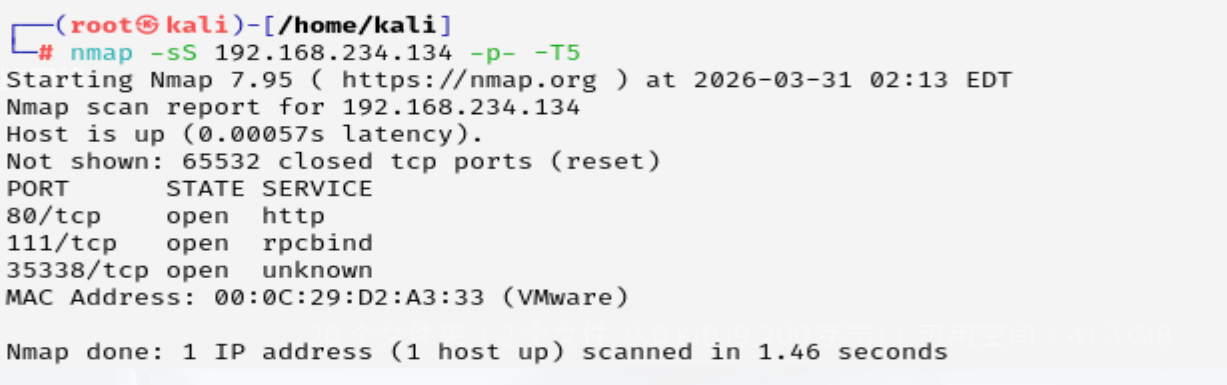 ┌──(root㉿kali)-[/home/kali]
└─# nmap -sS 192.168.234.134 -p- -T5
Starting Nmap 7.95 ( https://nmap.org ) at 2026-03-31 02:13 EDT
Nmap scan report for 192.168.234.134
Host is up (0.00057s latency).
Not shown: 65532 closed tcp ports (reset)
PORT      STATE SERVICE
80/tcp    open  http
111/tcp   open  rpcbind
35338/tcp open  unknown
MAC Address: 00:0C:29:D2:A3:33 (VMware)
Nmap done: 1 IP address (1 host up) scanned in 1.46 seconds